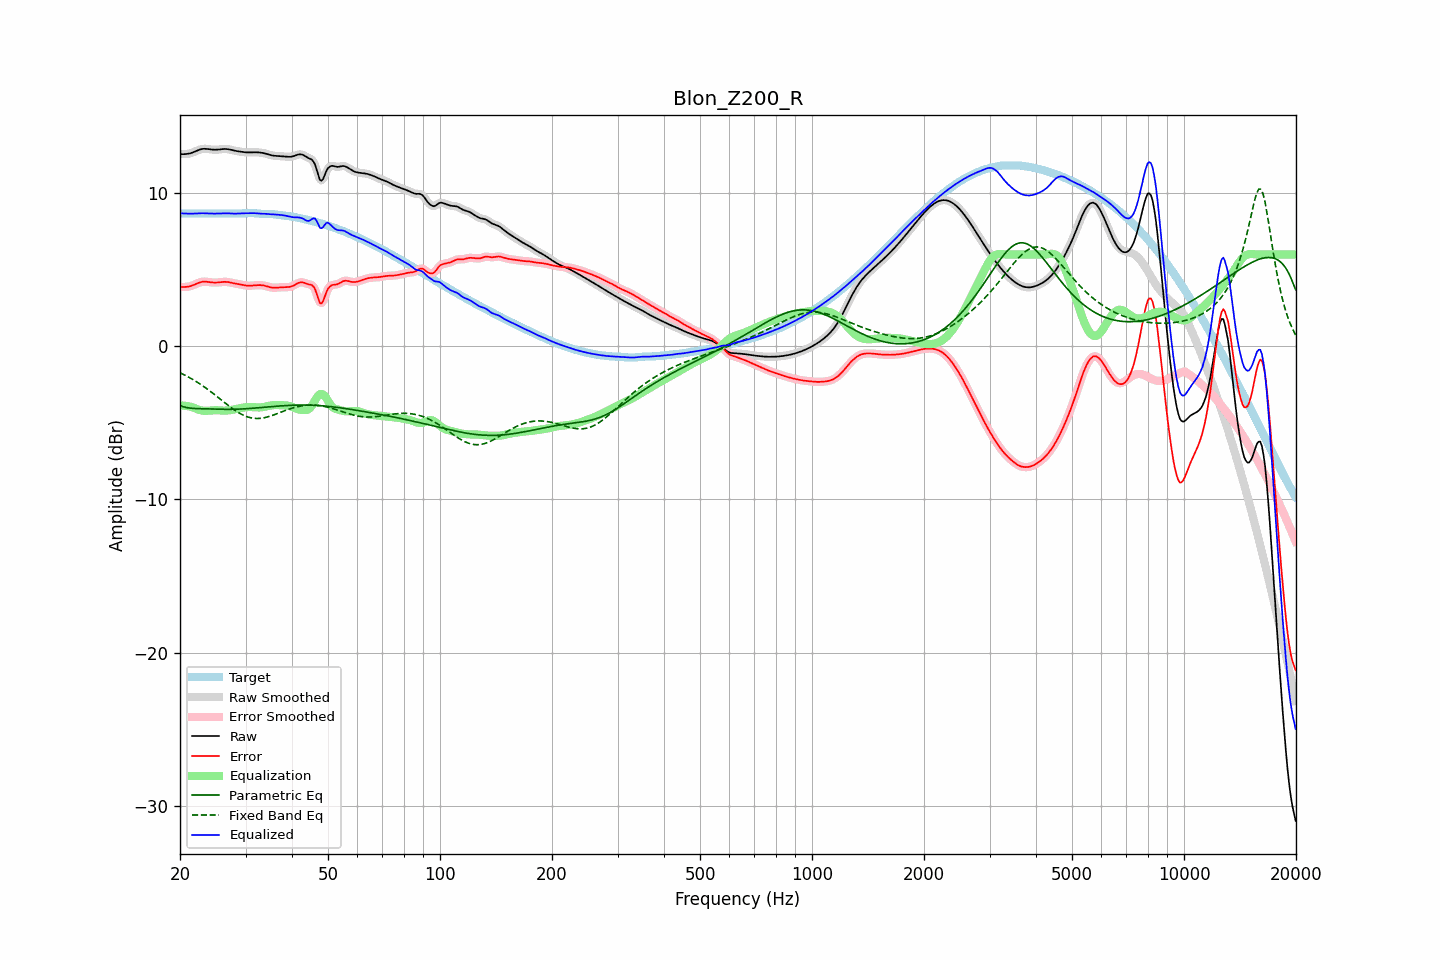 Blon_Z200_R
Amplitude (dBr)
10
0
−10
−20
−30
Target
Raw Smoothed
Error Smoothed
Raw
Error
Equalization
Parametric Eq
Fixed Band Eq
Equalized
20 50 100 200 500 1000 2000 5000 10000 20000
Frequency (Hz)